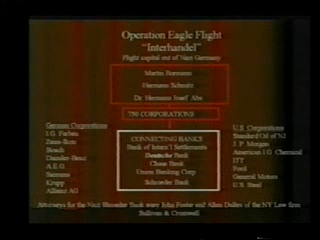 Operation Eagle Flight
"Interhandel"
Flight capital out of Nazi Germany
Martin Bormann
Hermann Schmitz
Dr. Hermann Josef Abs
750 CORPORATIONS
German Corporations
I.G. Farben
Bosch
Daimler-Benz
A.E.G.
Siemens
Krupp
Allianz AG
CONNECTING BANKS
Bank of Internt'l Settlements
Deutsche Bank
Chase Bank
Union Banking Corp
Schroeder Bank
U.S. Corporations
Standard Oil of NJ
J. P. Morgan
American I G Chemical
ITT
Ford
General Motors
U.S. Steel
Attorneys for the Nazi Shroeder Bank were John Foster and Allen Dulles of the NY Law firm
Sullivan & Cromwell